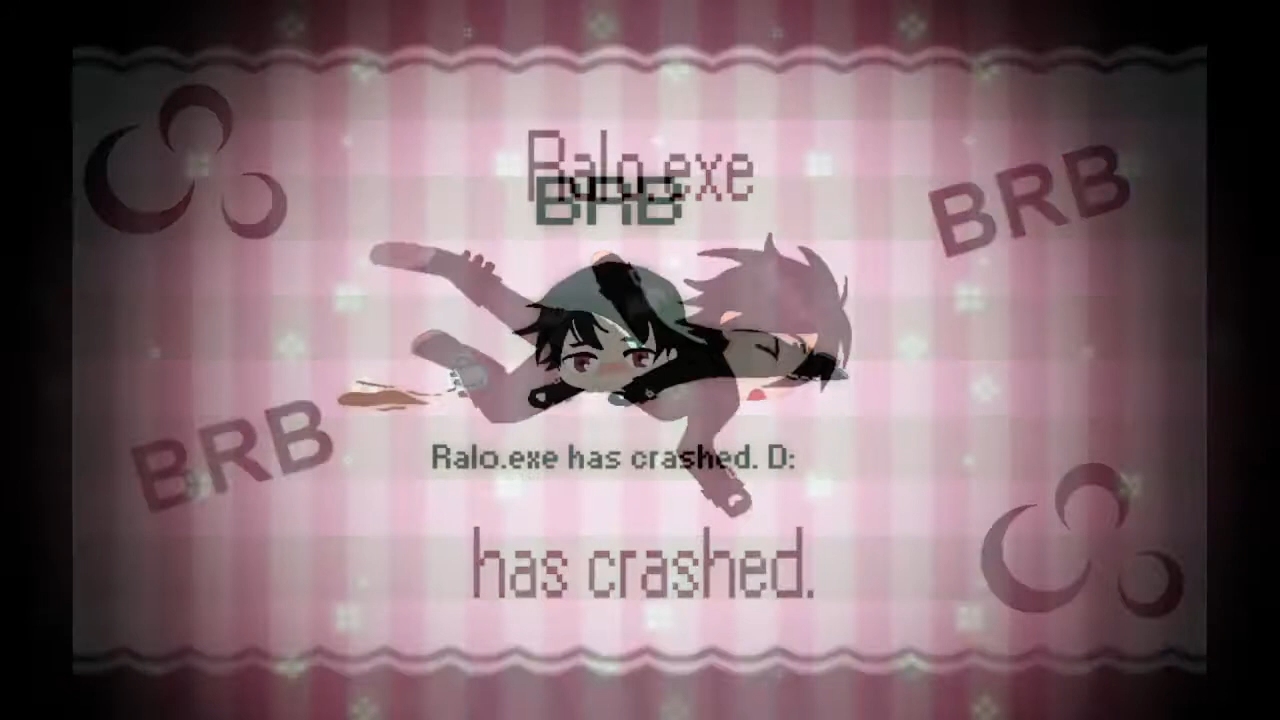 Ralo.exe
BRB
BRB
BRB
Ralo.exe has crashed. D:
has crashed.